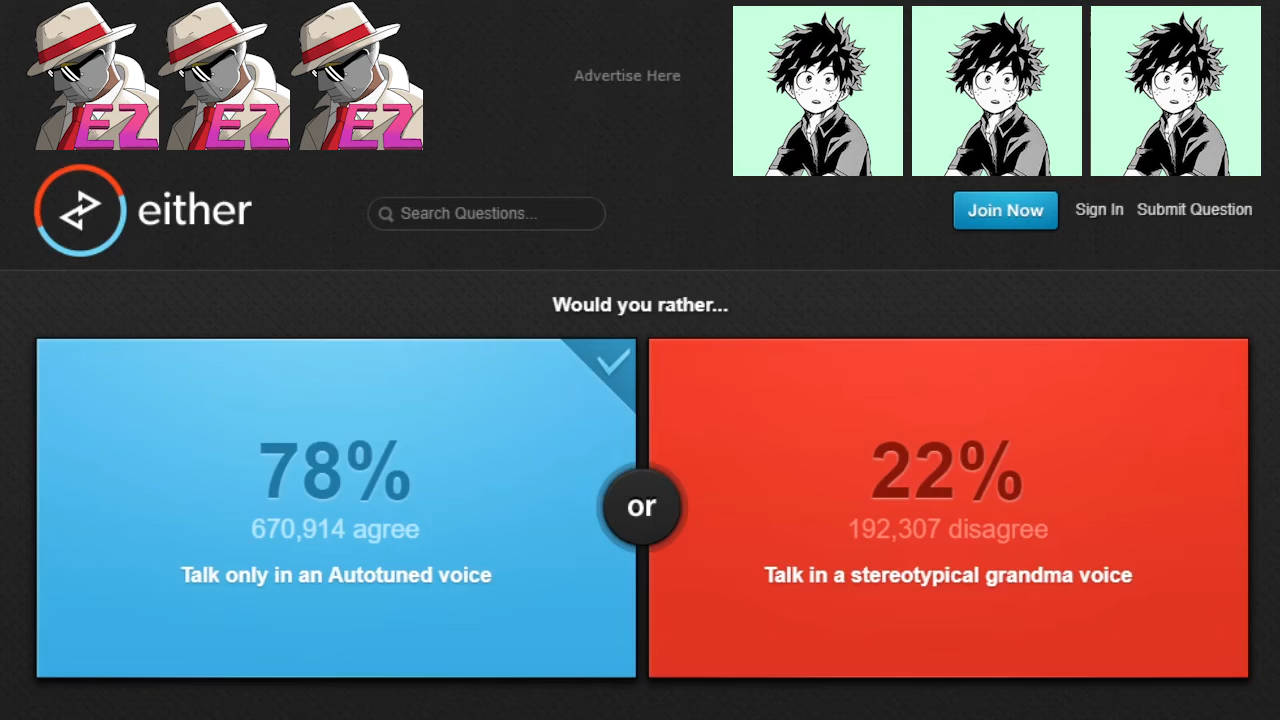 EZ EZ EZ
Advertise Here
either
Search Questions...
Join Now
Sign In
Submit Question
Would you rather...
78%
670,914 agree
Talk only in an Autotuned voice
or
22%
192,307 disagree
Talk in a stereotypical grandma voice